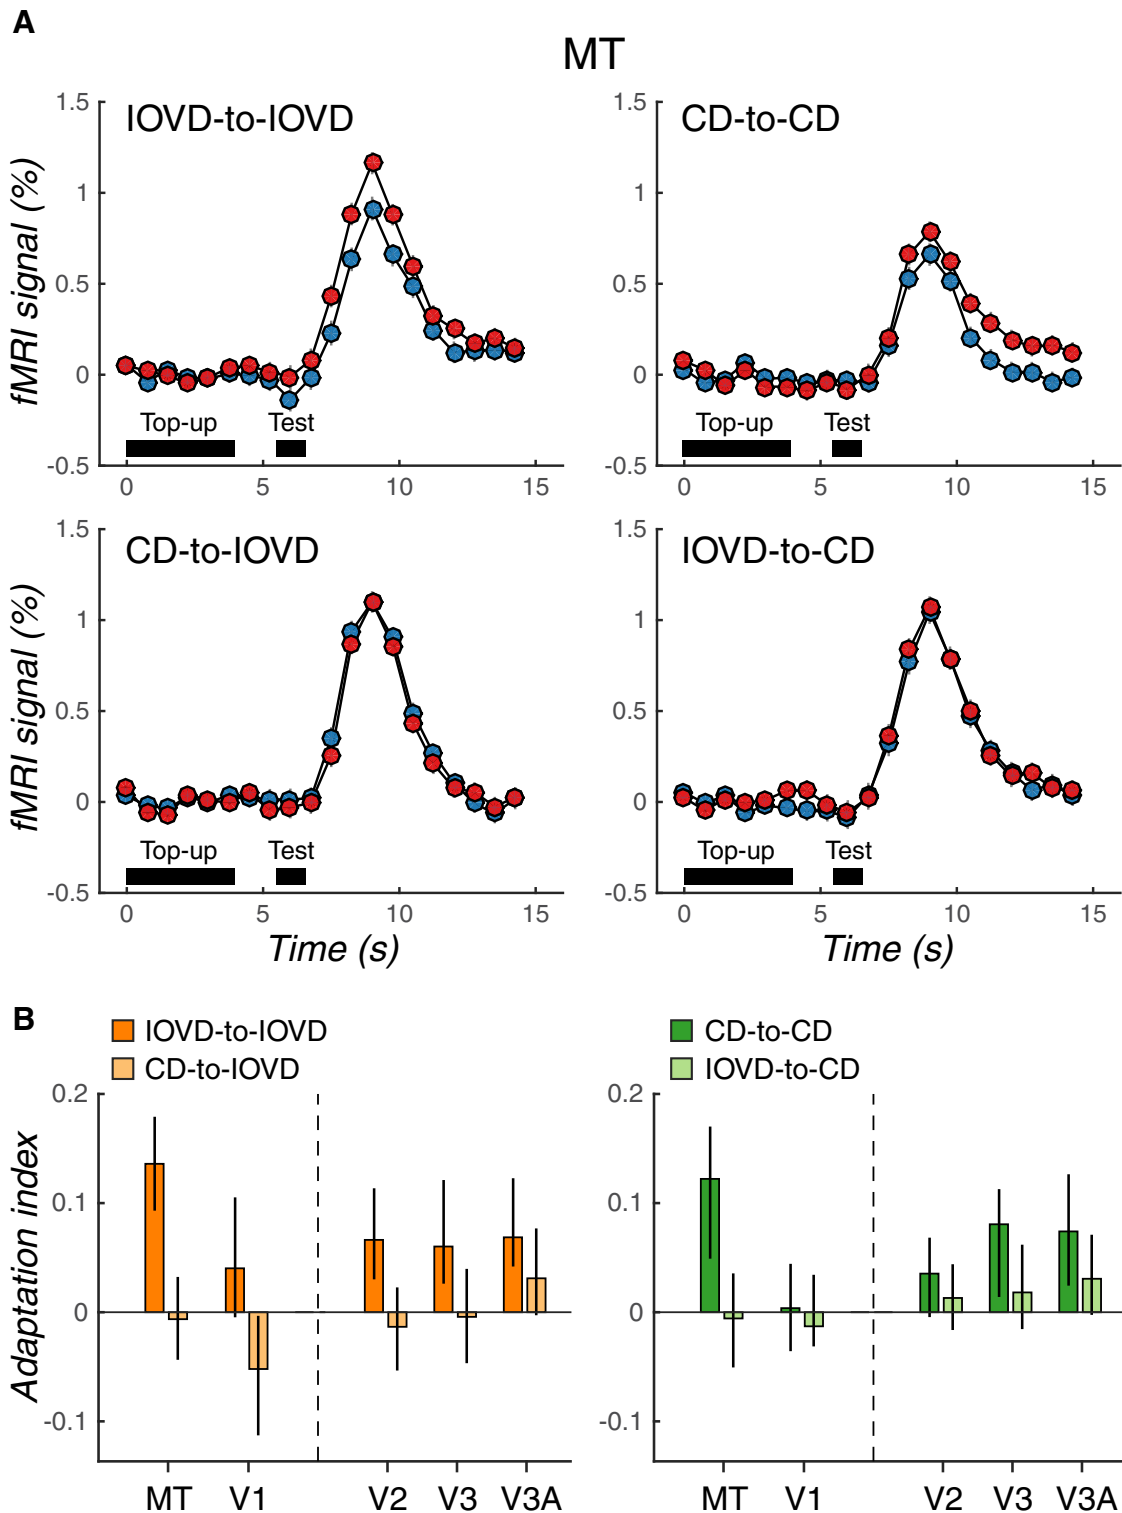 A
MT
IOVD-to-IOVD
CD-to-CD
fMRI signal (%)
1.5
1
0.5
0
-0.5
Top-up
Test
0 5 10 15
1.5
1
0.5
0
-0.5
Top-up
Test
0 5 10 15
CD-to-IOVD
IOVD-to-CD
fMRI signal (%)
1.5
1
0.5
0
-0.5
Top-up
Test
0 5 10 15
Time (s)
1.5
1
0.5
0
-0.5
Top-up
Test
0 5 10 15
Time (s)
B
IOVD-to-IOVD
CD-to-IOVD
CD-to-CD
IOVD-to-CD
Adaptation index
0.2
0.1
0
-0.1
MT V1 V2 V3 V3A
0.2
0.1
0
-0.1
MT V1 V2 V3 V3A